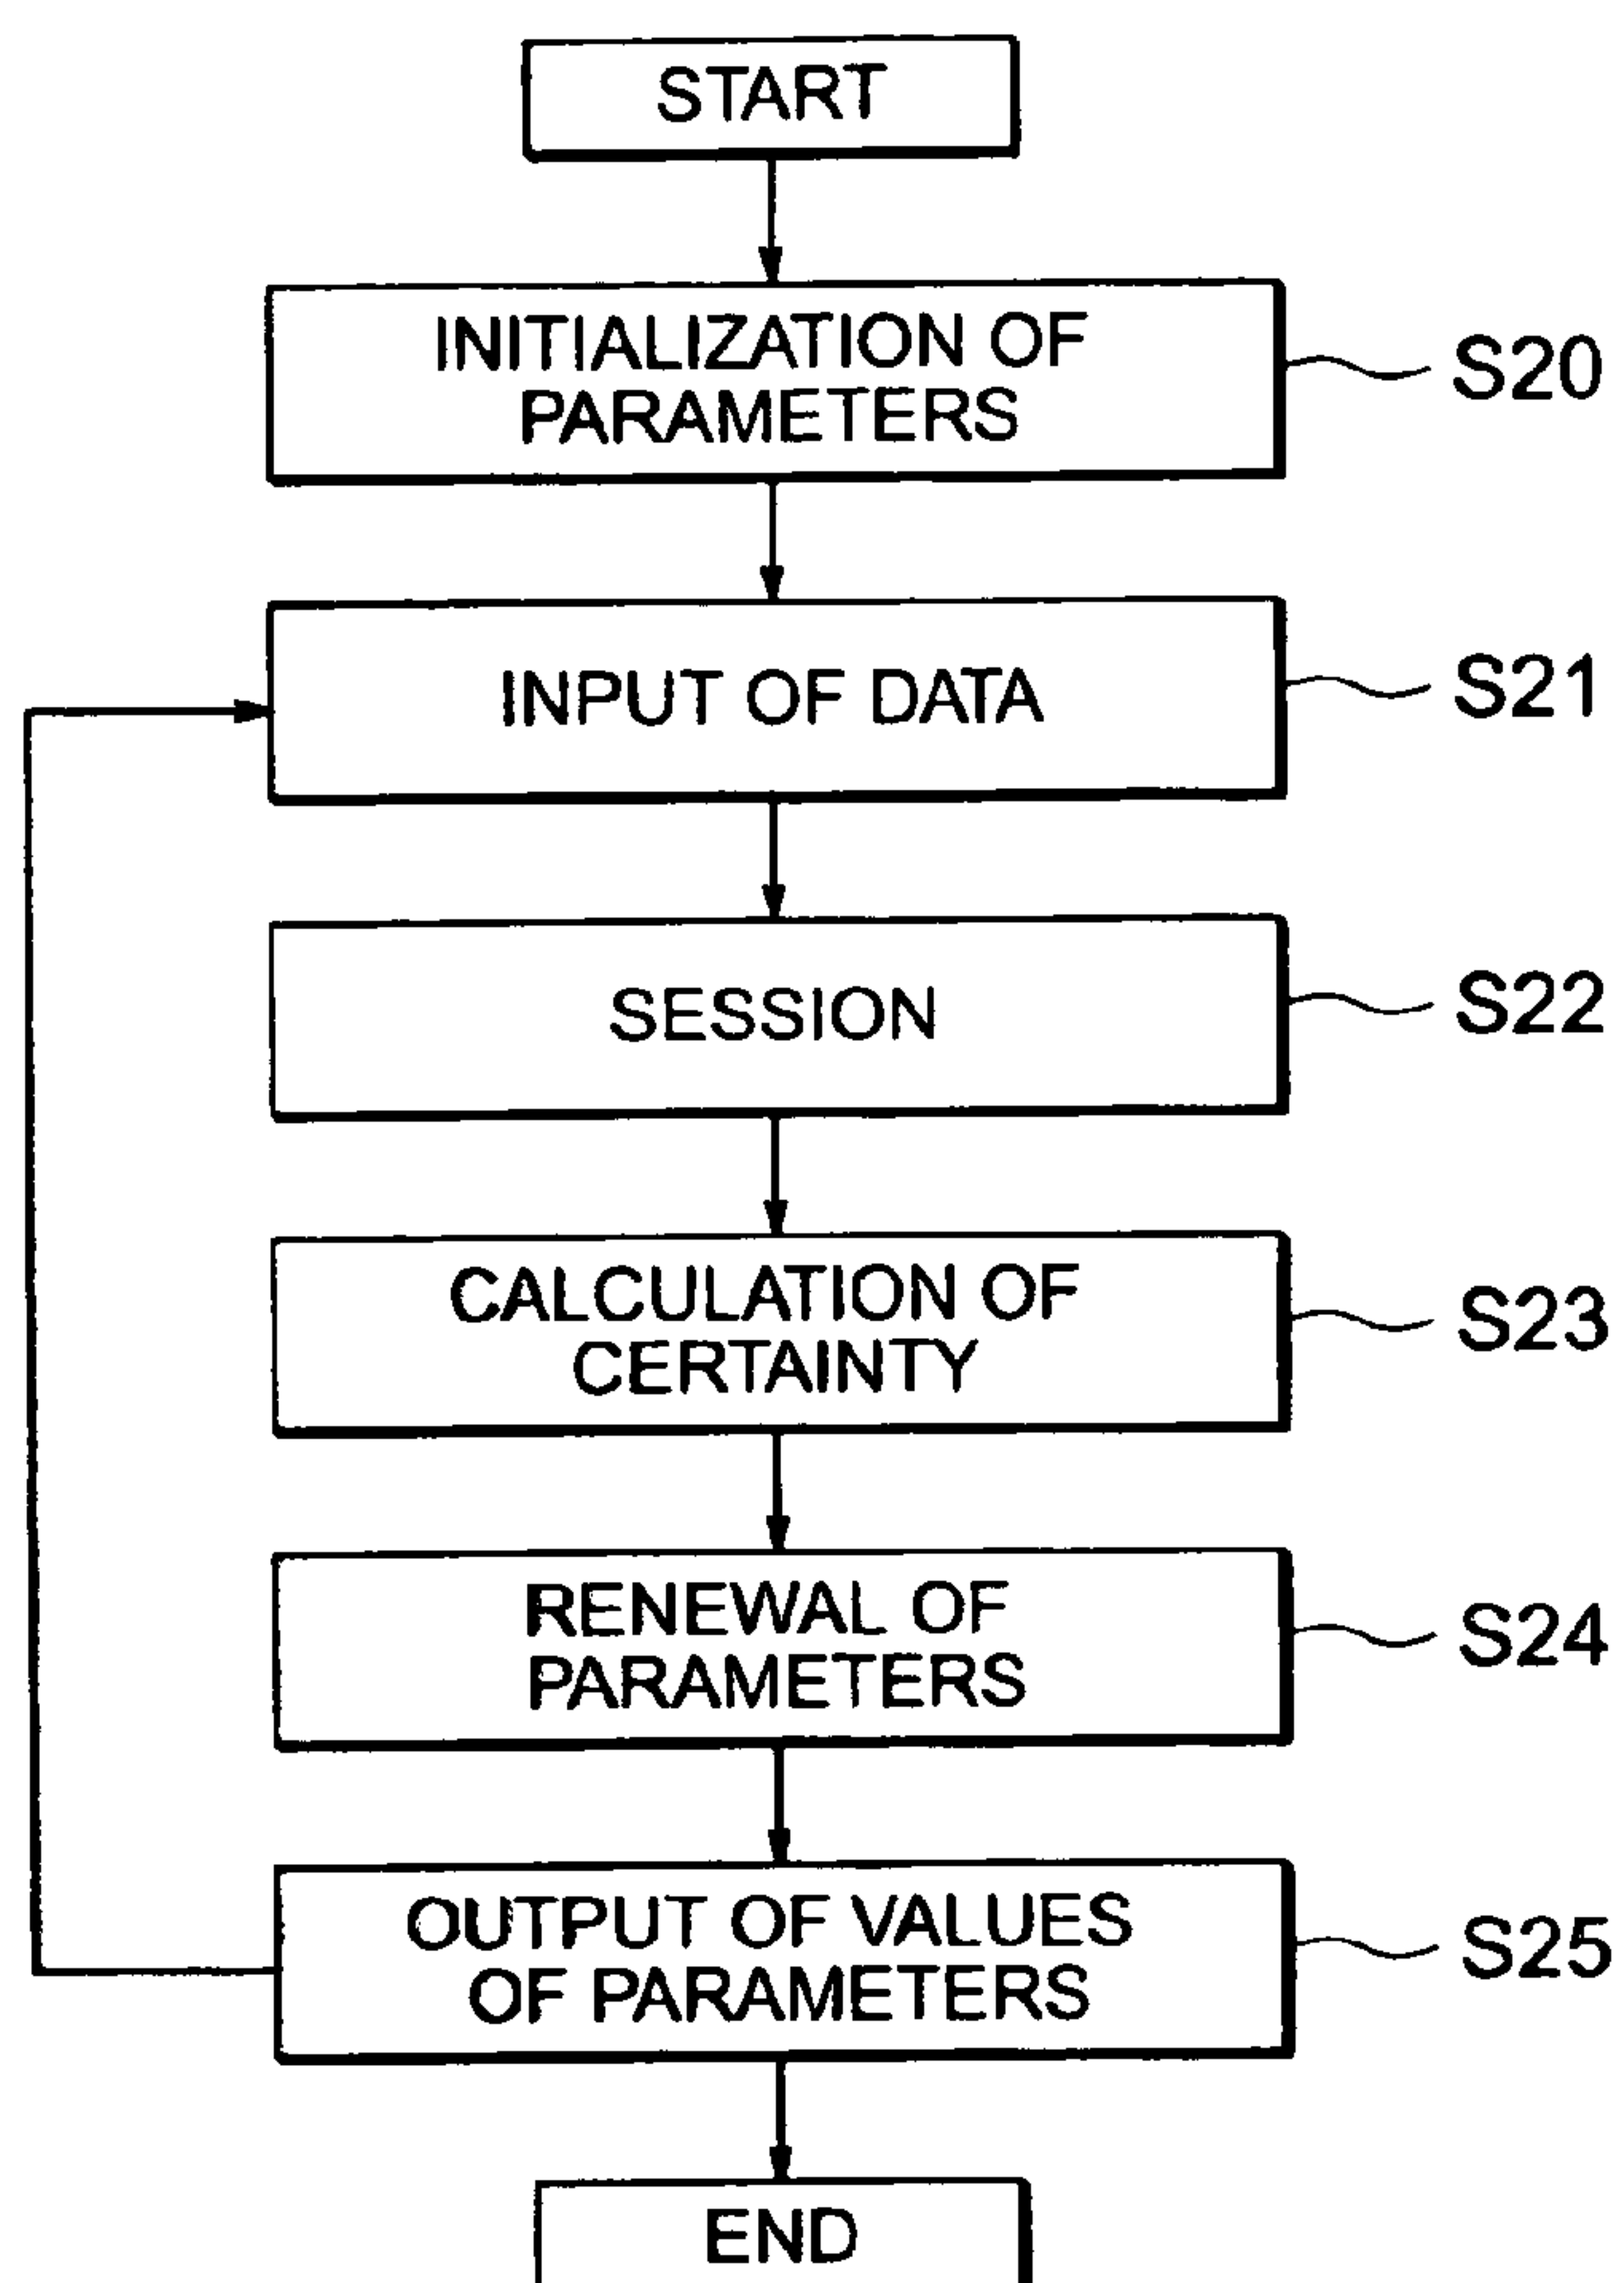 START
INITIALIZATION OF
PARAMETERS
S20
INPUT OF DATA
S21
SESSION
S22
CALCULATION OF
CERTAINTY
S23
RENEWAL OF
PARAMETERS
S24
OUTPUT OF VALUES
OF PARAMETERS
S25
END